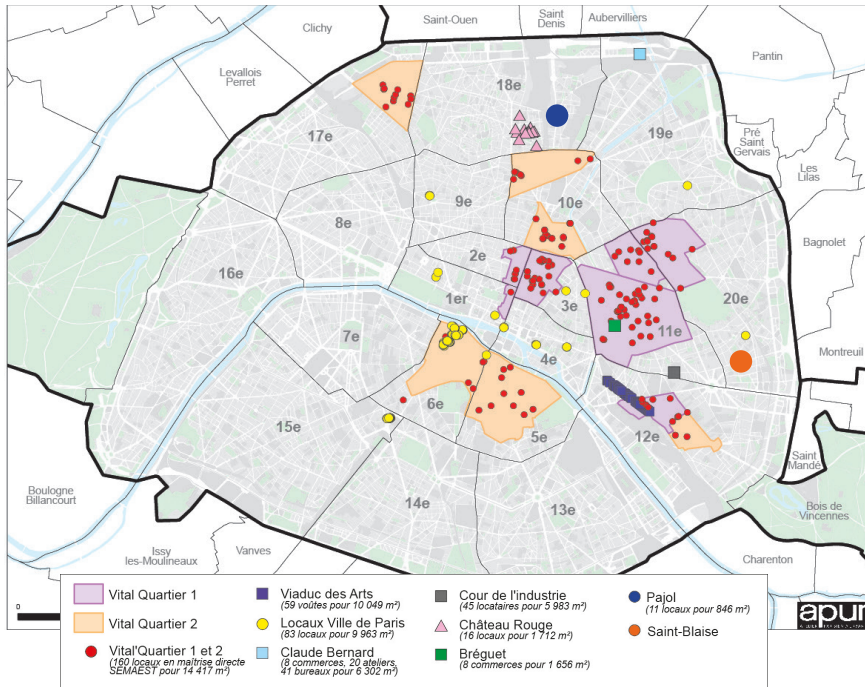 Clichy
Saint-Ouen
Saint
Denis
Aubervilliers
Levallois
Perret
Pantin
18e
17e
19e
Pré
Saint
Gervais
Les
Lilas
9e
10e
8e
Bagnolet
2e
16e
1er
3e
20e
11e
7e
4e
Montreuil
6e
5e
12e
15e
Saint
Mandé
14e
13e
Boulogne
Billancourt
Bois de
Vincennes
Issy
les-Moulineaux
Vanves
Charenton
0
Vital Quartier 1
Vital Quartier 2
Vital'Quartier 1 et 2
(160 locaux en maîtrise directe
SEMAEST pour 14 417 m²)
Viaduc des Arts
(59 voûtes pour 10 049 m²)
Locaux Ville de Paris
(83 locaux pour 9 963 m²)
Claude Bernard
(8 commerces, 20 ateliers,
41 bureaux pour 6 302 m²)
Cour de l'industrie
(45 locataires pour 5 983 m²)
Château Rouge
(16 locaux pour 1 712 m²)
Bréguet
(8 commerces pour 1 656 m²)
Pajol
(11 locaux pour 846 m²)
Saint-Blaise
apur